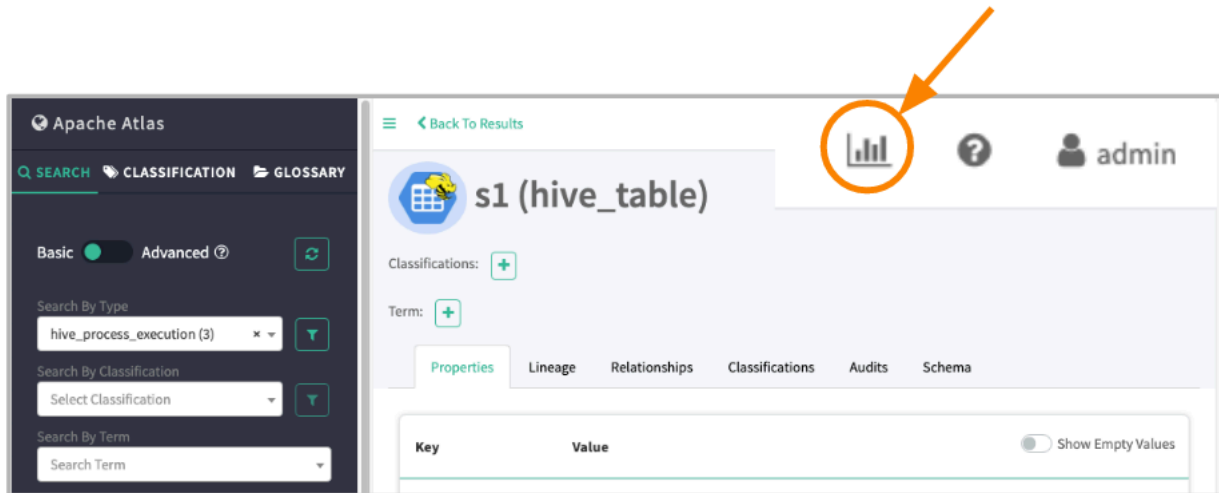 Apache Atlas
SEARCH CLASSIFICATION GLOSSARY
Basic Advanced
Search By Type
hive_process_execution (3)
Search By Classification
Select Classification
Search By Term
Search Term
Back To Results
admin
s1 (hive_table)
Classifications:
Term:
Properties Lineage Relationships Classifications Audits Schema
Key Value Show Empty Values